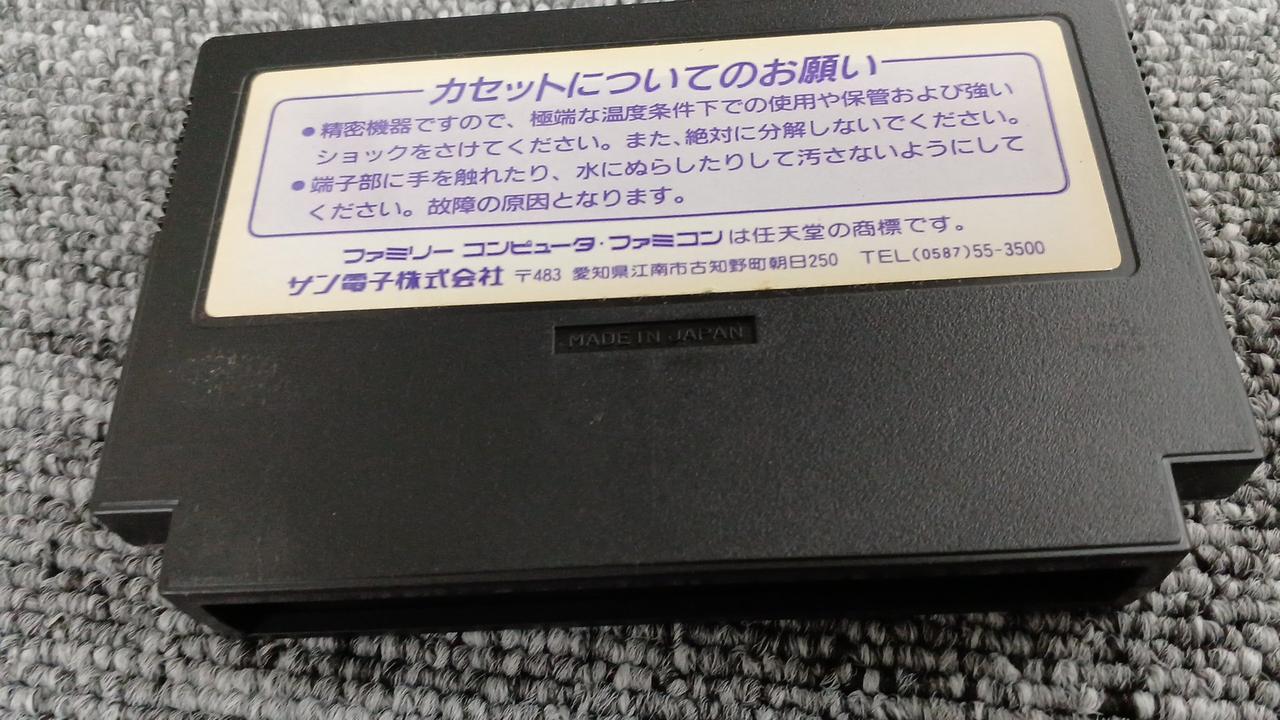 カセットについてのお願い
●精密機器ですので、極端な温度条件下での使用や保管および強い
ショックをさけてください。また、絶対に分解しないでください。
●端子部に手を触れたり、水にぬらしたりして汚さないようにして
ください。故障の原因となります。
ファミリー コンピュータ・ファミコンは任天堂の商標です。
サン電子株式会社 〒483 愛知県江南市古知野町朝日250 TEL(0587)55-3500
MADE IN JAPAN